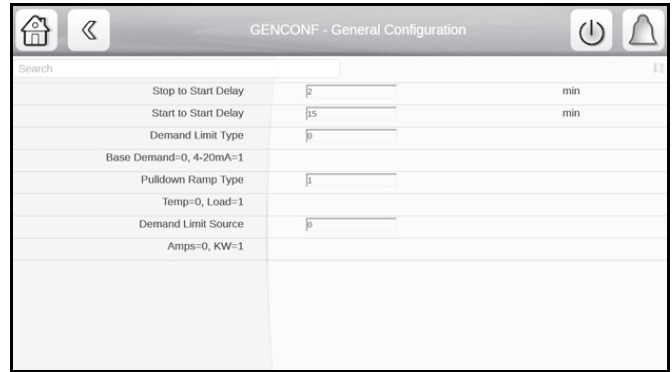 GENCONF - General Configuration
Search
Stop to Start Delay 2 min
Start to Start Delay 15 min
Demand Limit Type 0
Base Demand=0, 4-20mA=1
Pulldown Ramp Type 1
Temp=0, Load=1
Demand Limit Source 0
Amps=0, KW=1